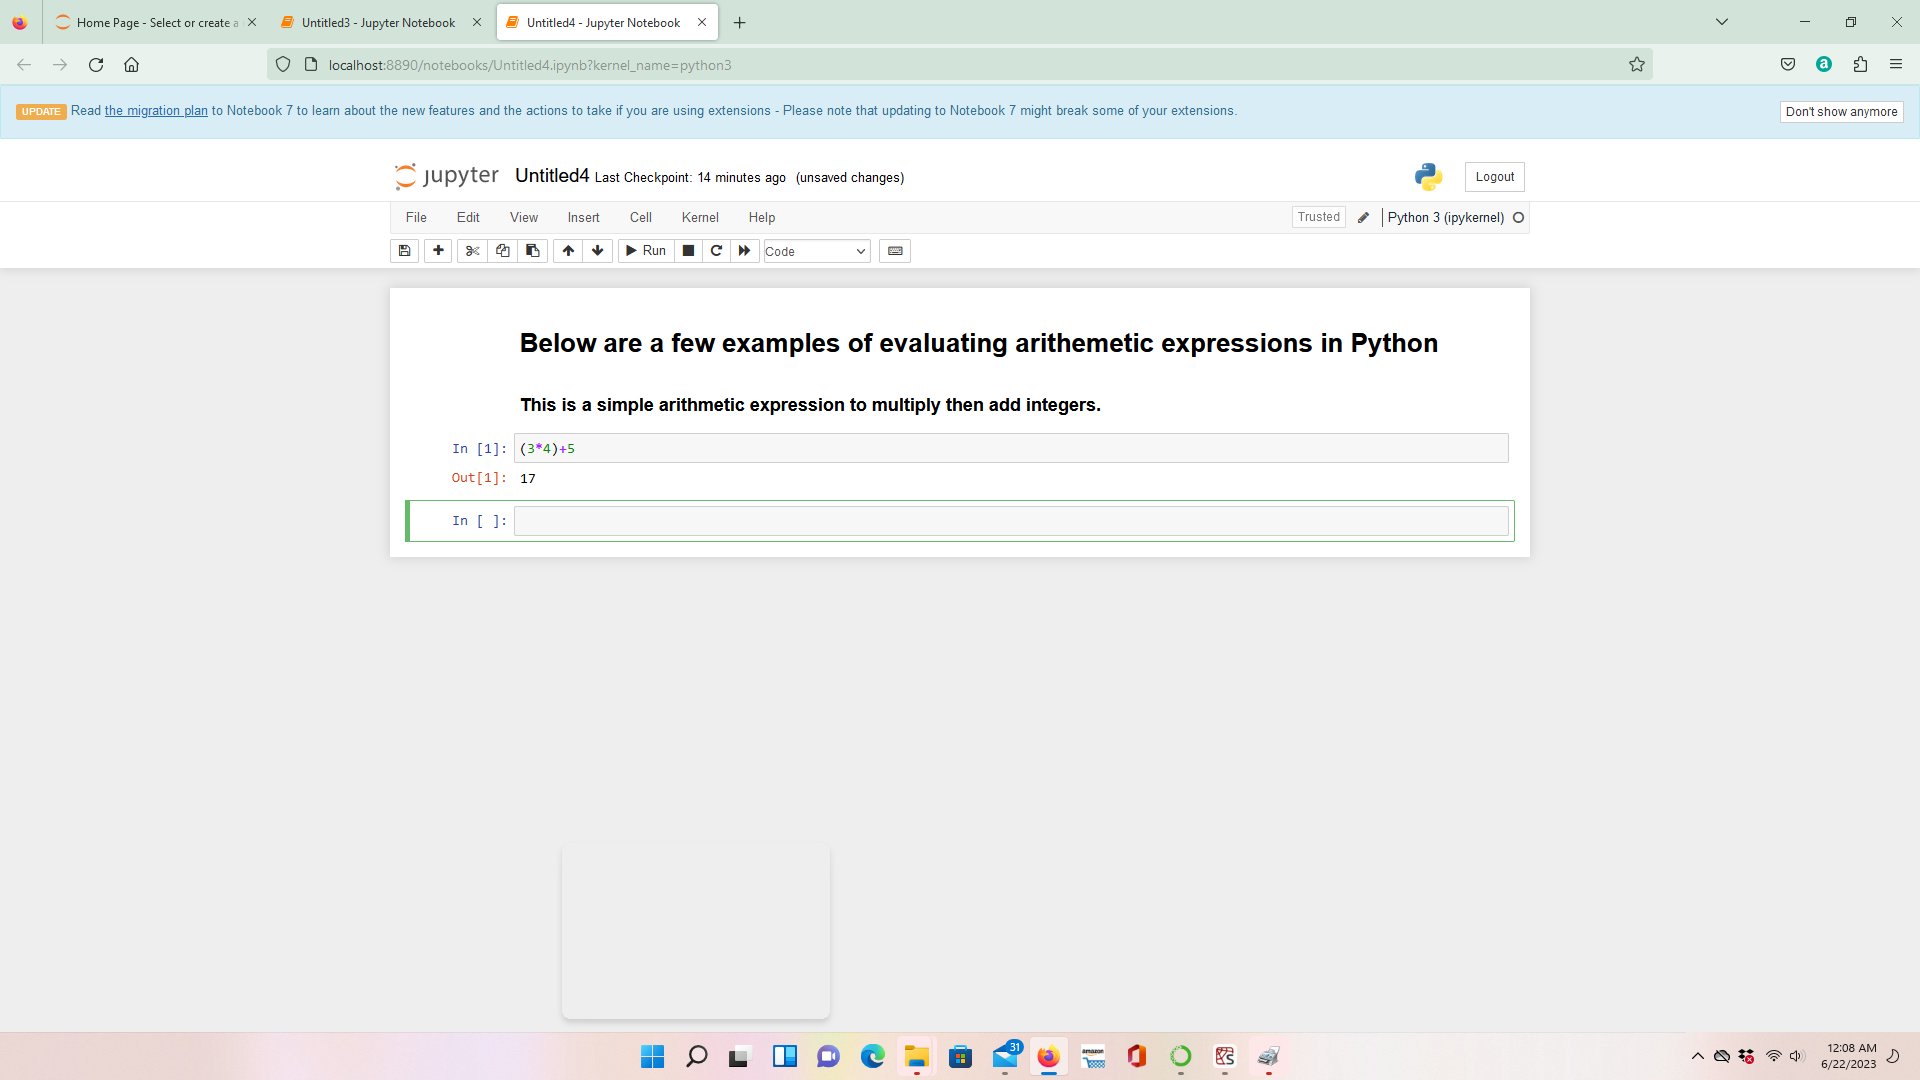 Home Page - Select or create a
Untitled3 - Jupyter Notebook
Untitled4 - Jupyter Notebook
localhost:8890/notebooks/Untitled4.ipynb?kernel_name=python3
a
UPDATE Read the migration plan to Notebook 7 to learn about the new features and the actions to take if you are using extensions - Please note that updating to Notebook 7 might break some of your extensions.
Don't show anymore
jupyter Untitled4 Last Checkpoint: 14 minutes ago (unsaved changes)
Logout
File Edit View Insert Cell Kernel Help
Trusted
Python 3 (ipykernel)
Run
Code
Below are a few examples of evaluating arithemetic expressions in Python
This is a simple arithmetic expression to multiply then add integers.
In [1]: (3*4)+5
Out[1]: 17
In [ ]:
31
amazon
12:08 AM
6/22/2023